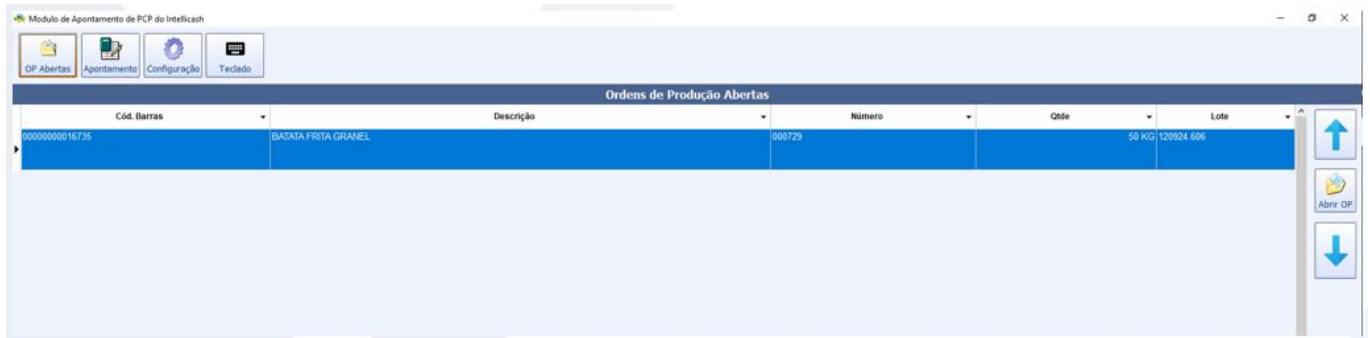 Modulo de Apontamento de PCP do Intellicash
OP Abertas Apontamento Configuração Teclado
Ordens de Produção Abertas
Cód. Barras Descrição Número Qtde Lote
00000000016735 BATATA FRITA GRANEL 000729 50 KG 120924.606
Abrir OP